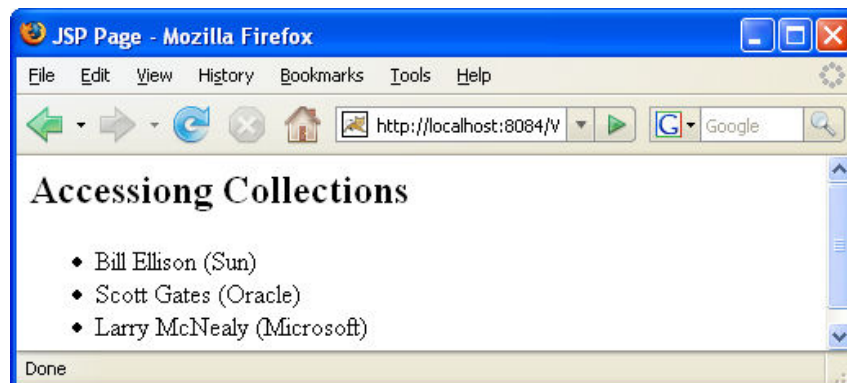 JSP Page - Mozilla Firefox
File Edit View History Bookmarks Tools Help
http://localhost:8084/V
G Google
Accessiong Collections
• Bill Ellison (Sun)
• Scott Gates (Oracle)
• Larry McNealy (Microsoft)
Done